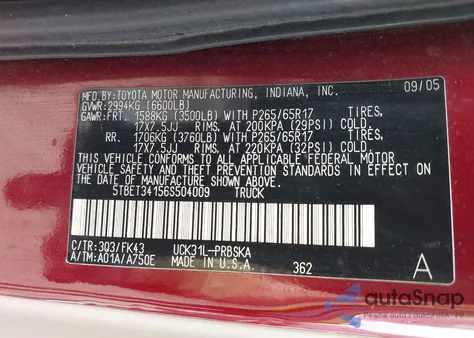 MFD. BY: TOYOTA MOTOR MANUFACTURING, INDIANA, INC.
GVWR: 2994KG (6600LB) 09/05
GAWR: FRT. 1588KG (3500LB) WITH P265/65R17 TIRES,
17X7.5JJ RIMS, AT 200KPA (29PSI) COLD.
RR. 1706KG (3760LB) WITH P265/65R17 TIRES,
17X7.5JJ RIMS, AT 220KPA (32PSI) COLD.
THIS VEHICLE CONFORMS TO ALL APPLICABLE FEDERAL MOTOR
VEHICLE SAFETY AND THEFT PREVENTION STANDARDS IN EFFECT ON
THE DATE OF MANUFACTURE SHOWN ABOVE.
5TBET34156S504009 TRUCK
C/TR: 3Q3/FK43 UCK31L-PRBSKA
A/TM: A01A/A750E MADE IN U.S.A. 362 A
autoSnap